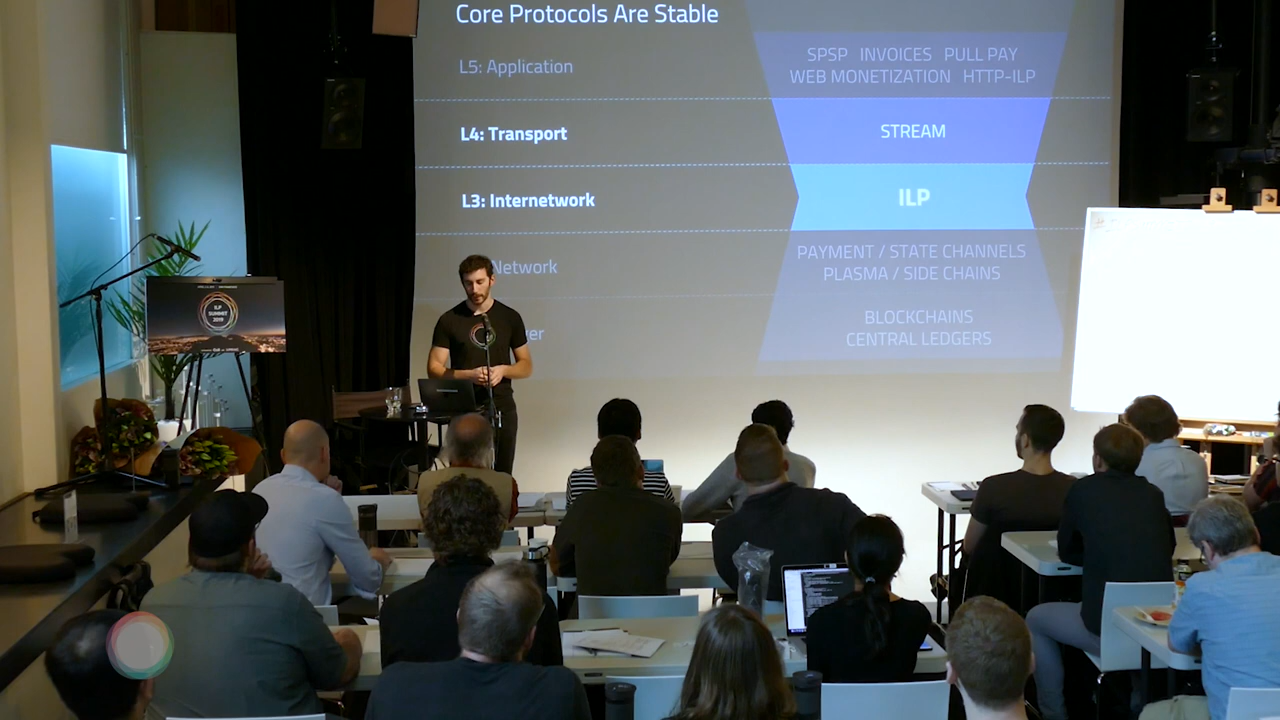 Core Protocols Are Stable
L5: Application
SPSP INVOICES PULL PAY
WEB MONETIZATION HTTP-ILP
L4: Transport
STREAM
L3: Internetwork
ILP
Network
PAYMENT / STATE CHANNELS
PLASMA / SIDE CHAINS
BLOCKCHAINS
CENTRAL LEDGERS
ILP
SUMMIT
2019